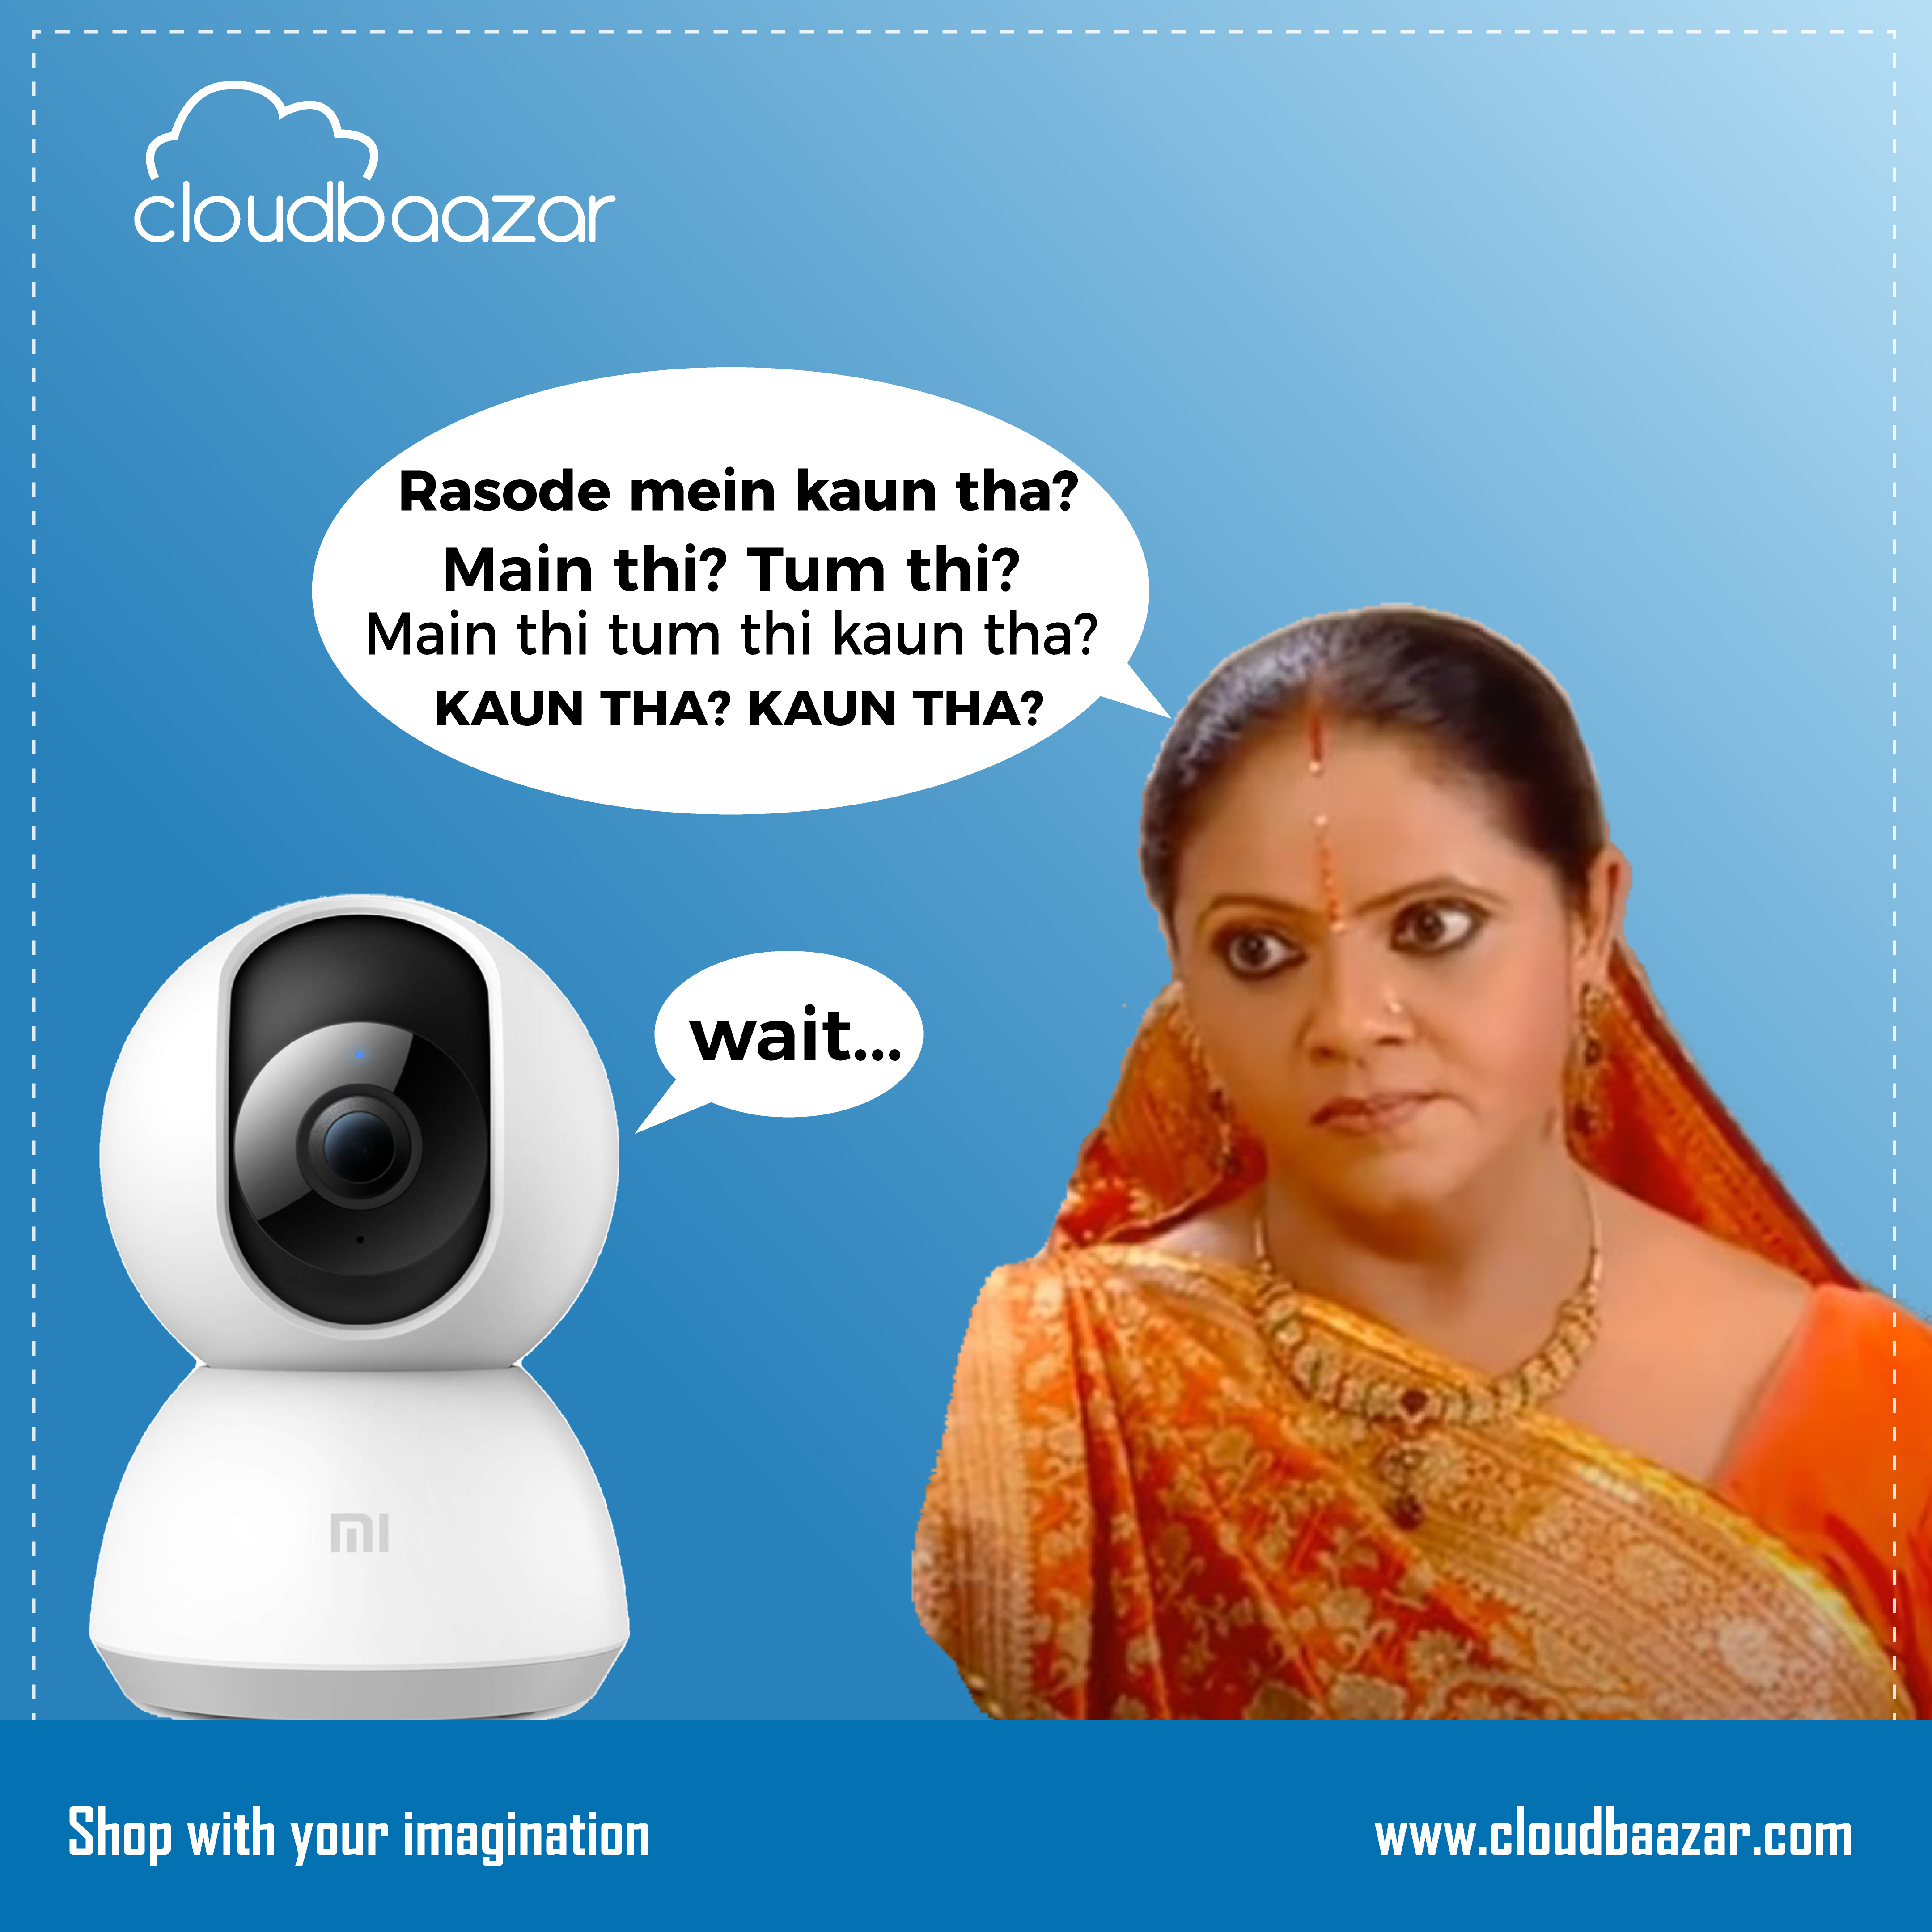 cloudbaazar
Rasode mein kaun tha?
Main thi? Tum thi?
Main thi tum thi kaun tha?
KAUN THA? KAUN THA?
wait...
MI
Shop with your imagination
www.cloudbaazar.com